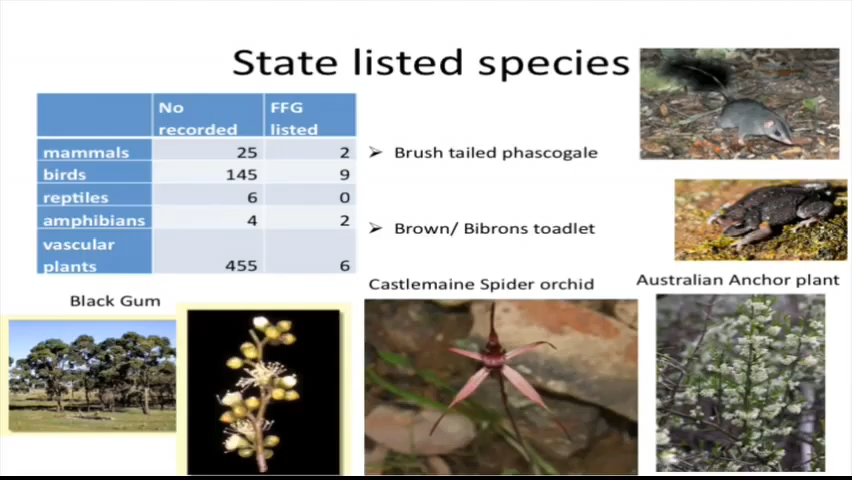 State listed species
No recorded FFG listed
mammals 25 2
birds 145 9
reptiles 6 0
amphibians 4 2
vascular plants 455 6
➢ Brush tailed phascogale
➢ Brown/ Bibrons toadlet
Castlemaine Spider orchid
Australian Anchor plant
Black Gum